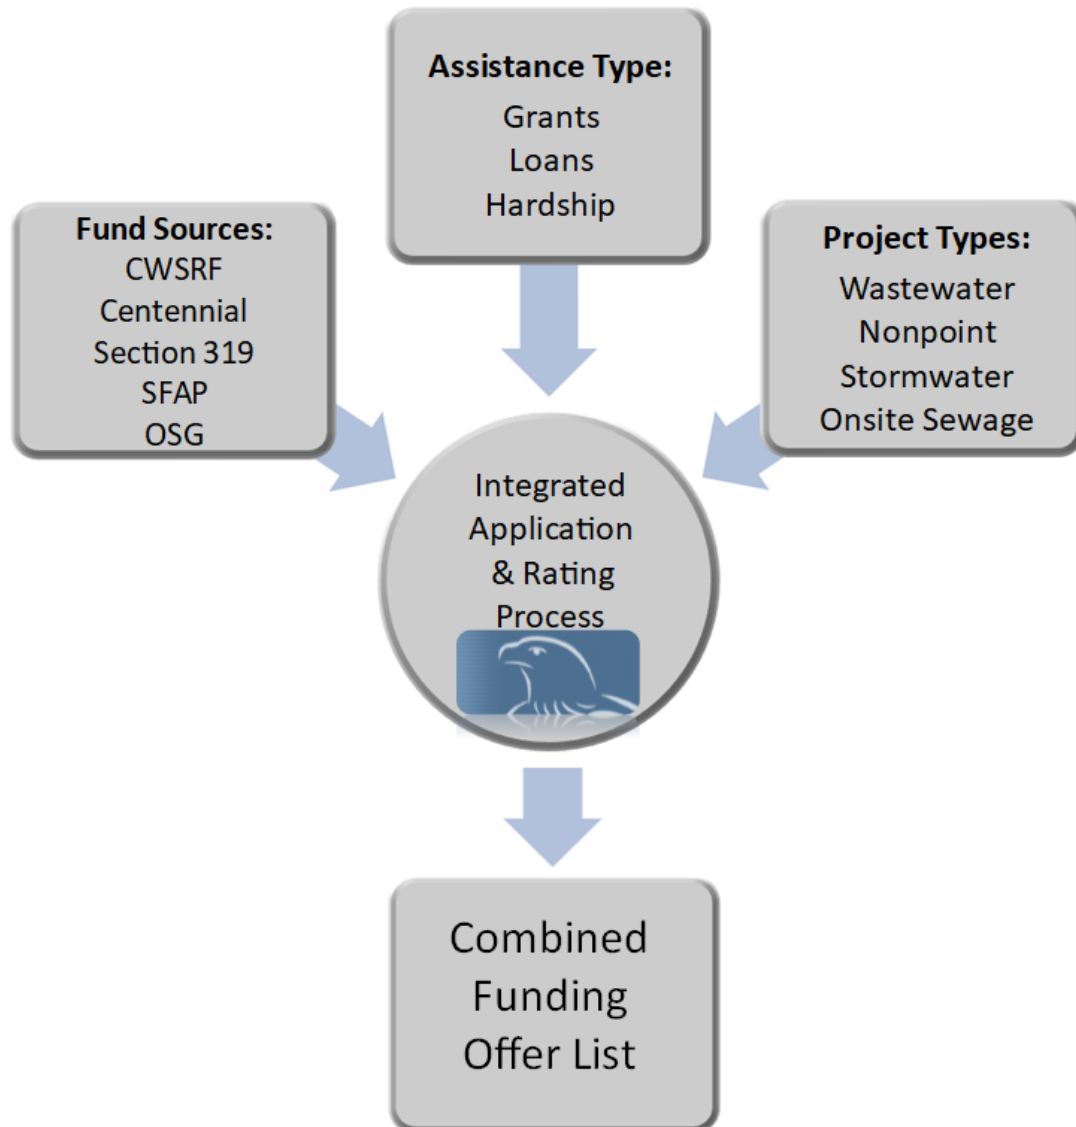 Assistance Type:
Grants
Loans
Hardship
Fund Sources:
CWSRF
Centennial
Section 319
SFAP
OSG
Project Types:
Wastewater
Nonpoint
Stormwater
Onsite Sewage
Integrated
Application
& Rating
Process
Combined
Funding
Offer List